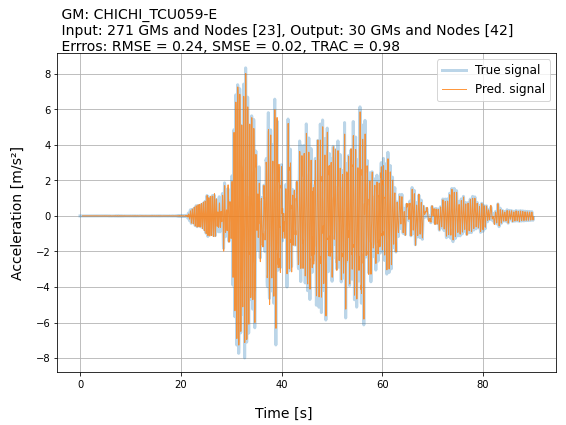 GM: CHICHI_TCU059-E
Input: 271 GMs and Nodes [23], Output: 30 GMs and Nodes [42]
Errros: RMSE = 0.24, SMSE = 0.02, TRAC = 0.98
True signal
Pred. signal
8
6
4
2
0
−2
−4
−6
−8
Acceleration [m/s²]
0 20 40 60 80
Time [s]